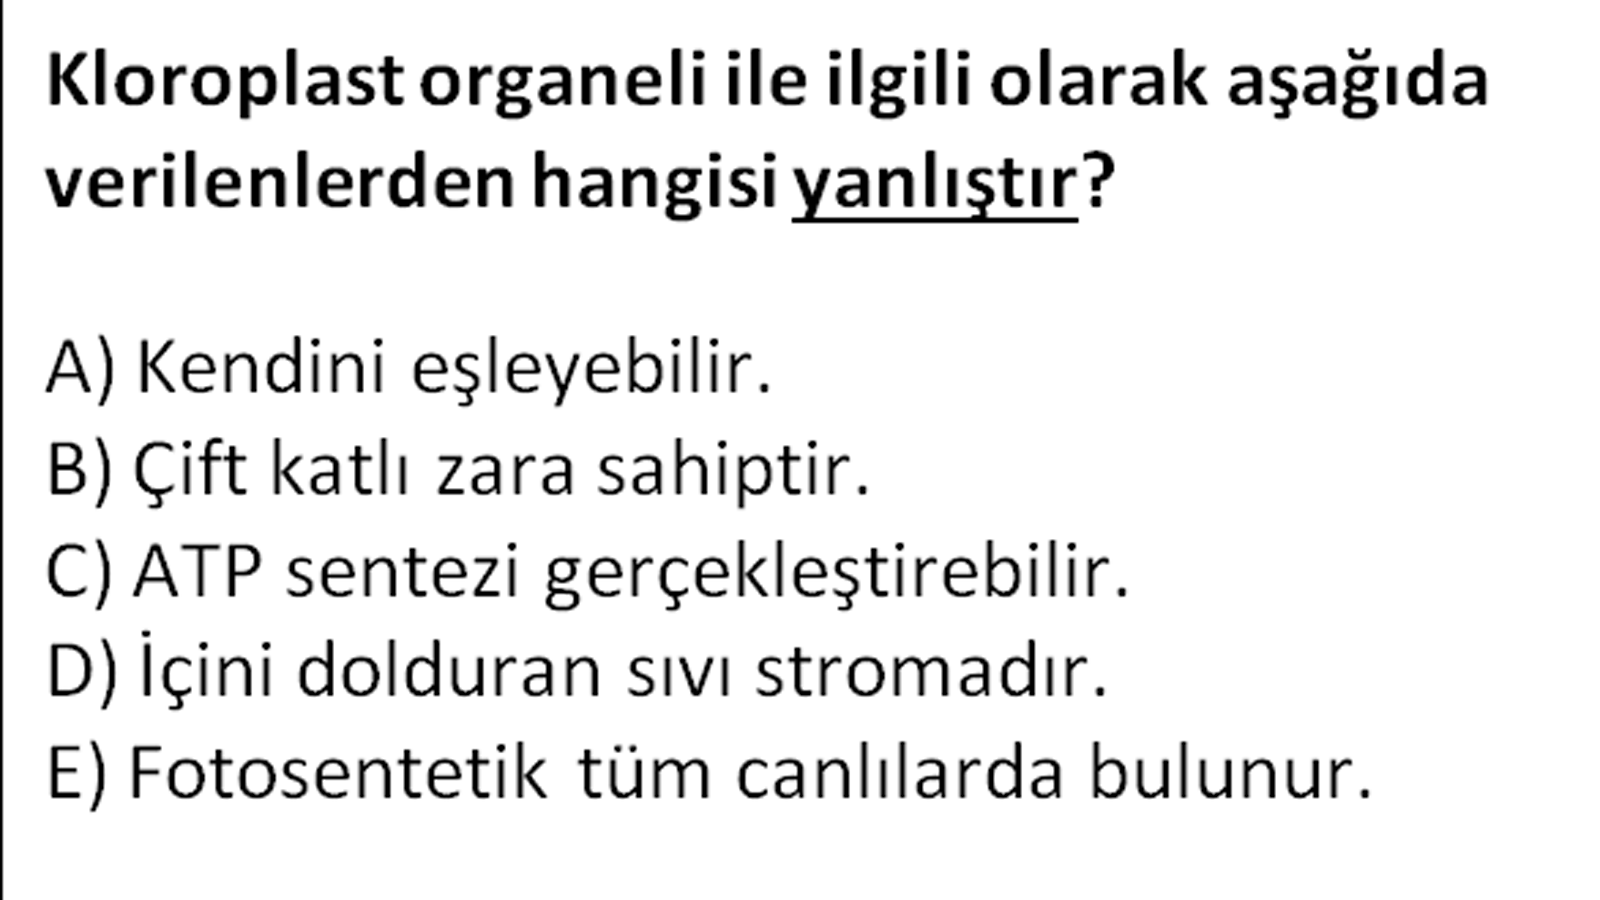 Kloroplast organeli ile ilgili olarak aşağıda
verilenlerden hangisi yanlıştır?
A) Kendini eşleyebilir.
B) Çift katlı zara sahiptir.
C) ATP sentezi gerçekleştirebilir.
D) İçini dolduran sıvı stromadır.
E) Fotosentetik tüm canlılarda bulunur.